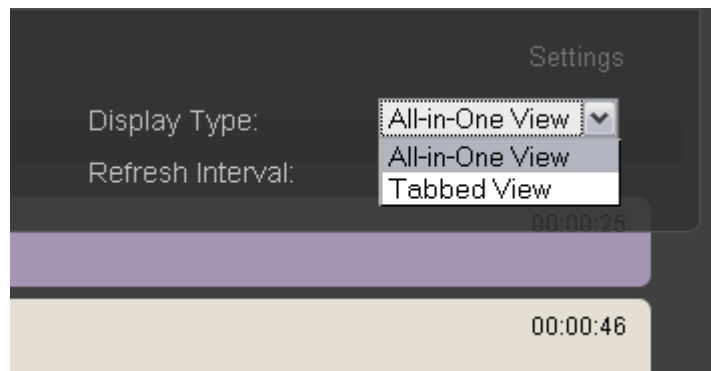 Settings
Display Type: All-in-One View
All-in-One View
Refresh Interval:
Tabbed View
00:00:25
00:00:46